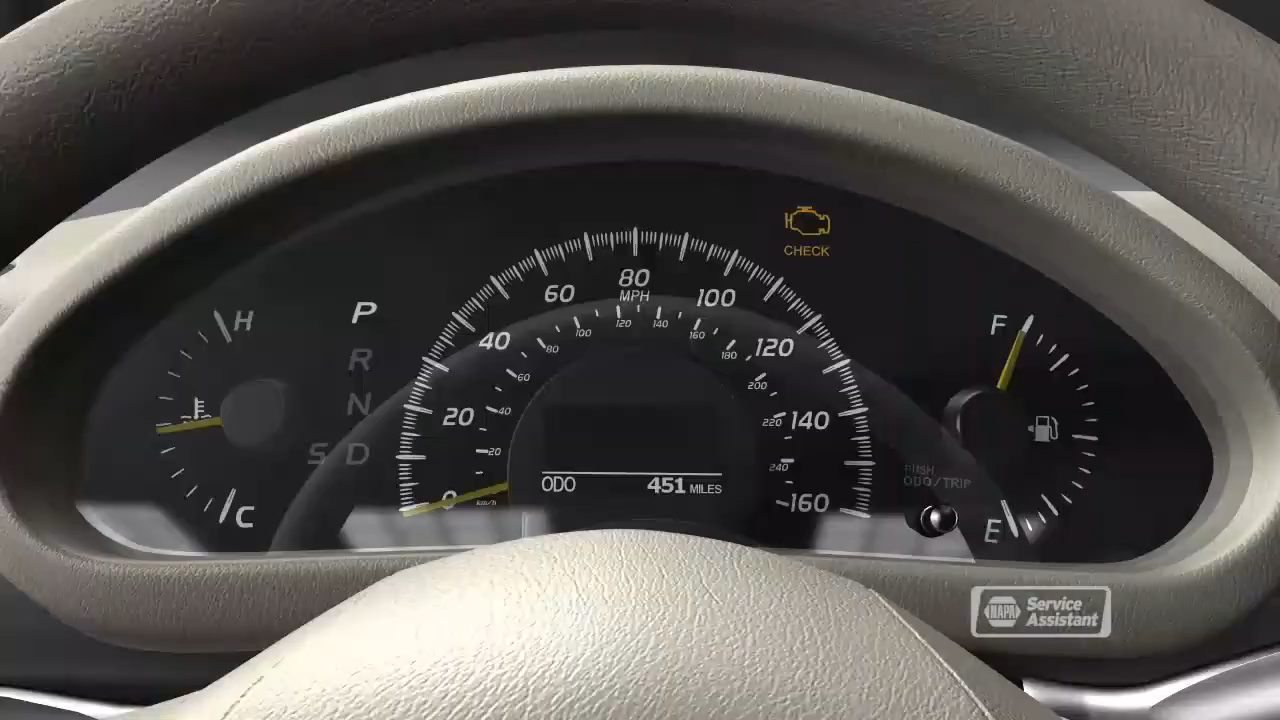 CHECK
80
MPH
60
100
H
P
F
120
140
40
100
160
120
80
180
R
60
200
N
20
40
220
140
S D
20
240
PUSH
ODO/TRIP
ODO 451 MILES
0
km/h
160
C
E
NAPA
Service
Assistant